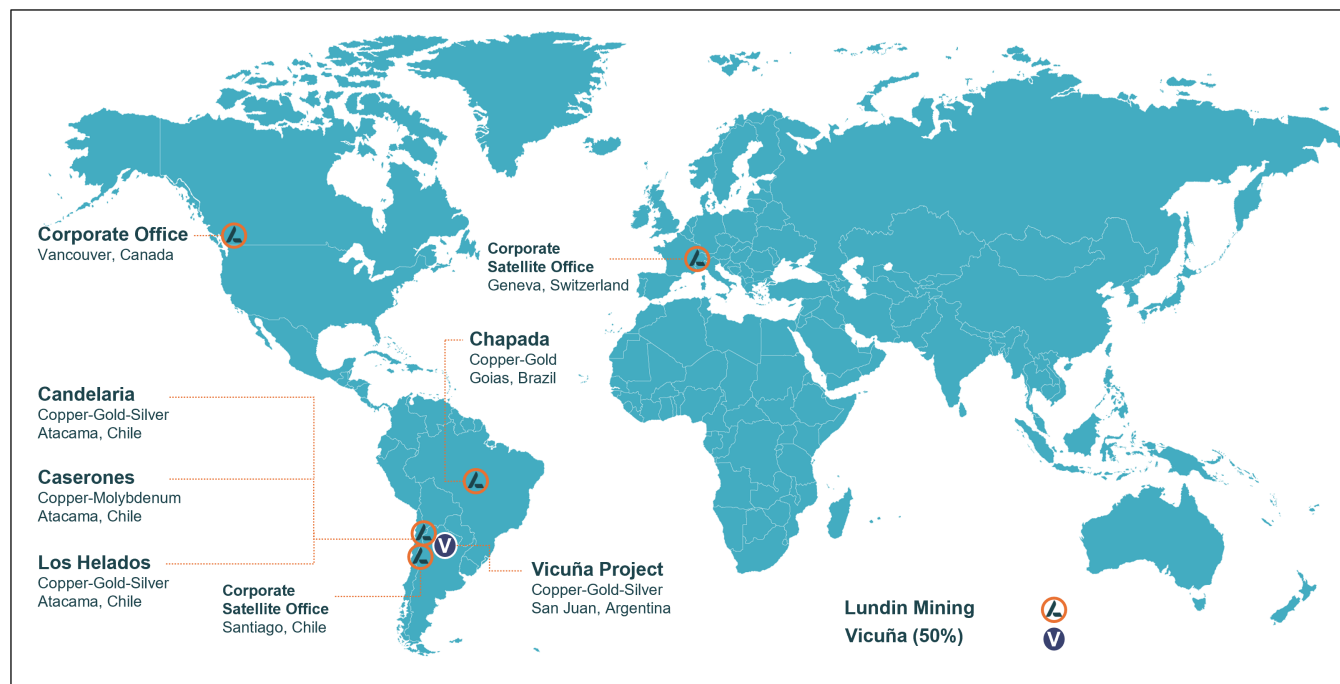 Corporate Office
Vancouver, Canada
Corporate
Satellite Office
Geneva, Switzerland
Chapada
Copper-Gold
Goias, Brazil
Candelaria
Copper-Gold-Silver
Atacama, Chile
Caserones
Copper-Molybdenum
Atacama, Chile
Los Helados
Copper-Gold-Silver
Atacama, Chile
Corporate
Satellite Office
Santiago, Chile
V
Vicuña Project
Copper-Gold-Silver
San Juan, Argentina
Lundin Mining
Vicuña (50%)
V